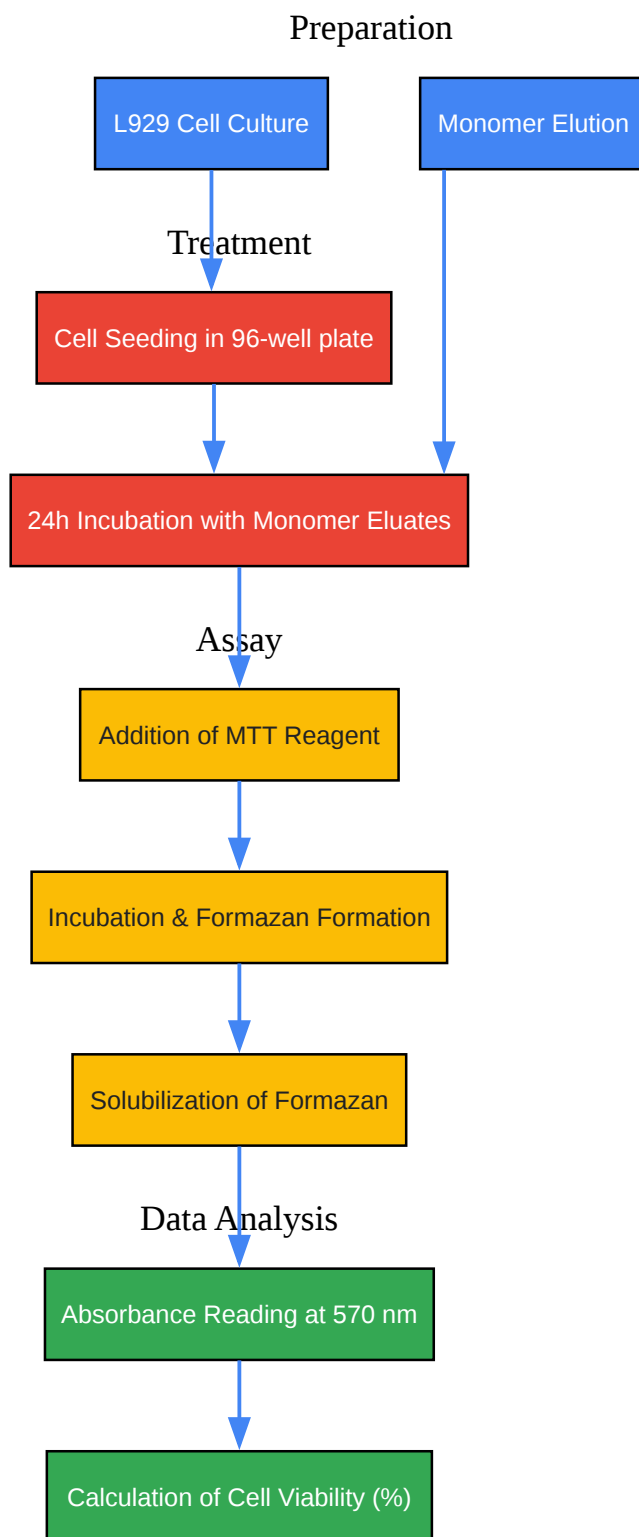 Preparation
L929 Cell Culture
Monomer Elution
Treatment
Cell Seeding in 96-well plate
24h Incubation with Monomer Eluates
Assay
Addition of MTT Reagent
Incubation & Formazan Formation
Solubilization of Formazan
Data Analysis
Absorbance Reading at 570 nm
Calculation of Cell Viability (%)